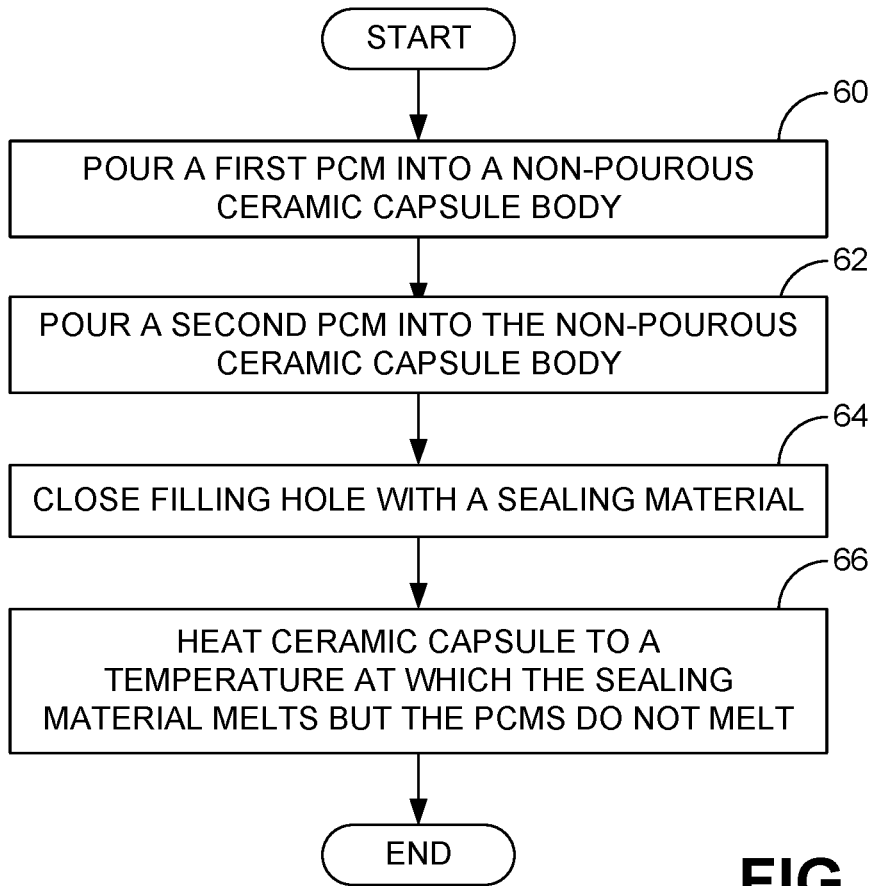 START
60
POUR A FIRST PCM INTO A NON-POUROUS
CERAMIC CAPSULE BODY
62
POUR A SECOND PCM INTO THE NON-POUROUS
CERAMIC CAPSULE BODY
64
CLOSE FILLING HOLE WITH A SEALING MATERIAL
66
HEAT CERAMIC CAPSULE TO A
TEMPERATURE AT WHICH THE SEALING
MATERIAL MELTS BUT THE PCMS DO NOT MELT
END
FIG